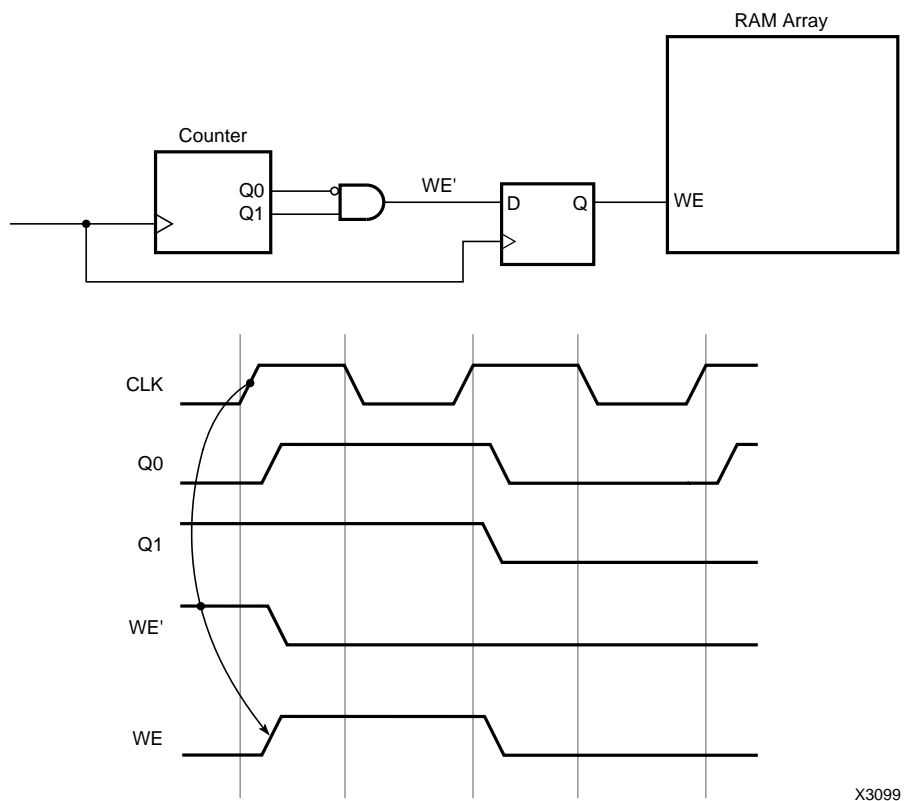 RAM Array
Counter
Q0
Q1
WE'
D
Q
WE
CLK
Q0
Q1
WE'
WE
X3099